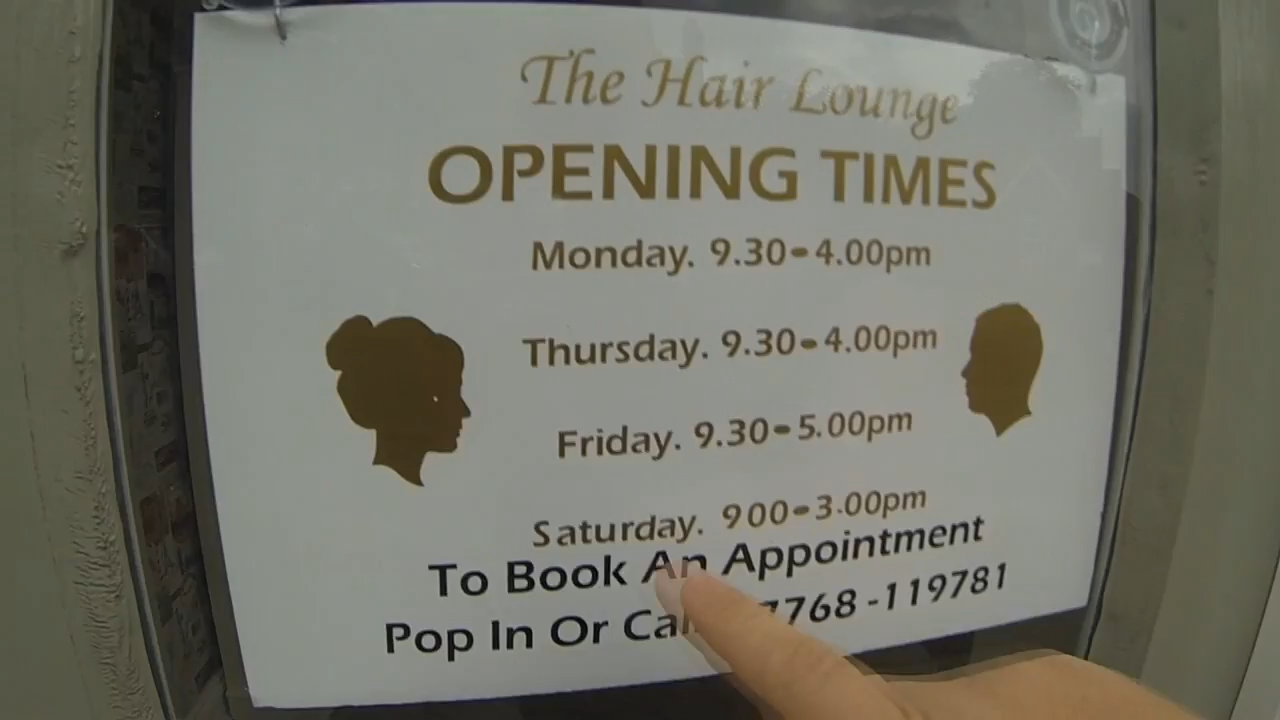 The Hair Lounge
OPENING TIMES
Monday. 9.30-4.00pm
Thursday. 9.30-4.00pm
Friday. 9.30-5.00pm
Saturday. 900-3.00pm
To Book An Appointment
Pop In Or 7768-119781